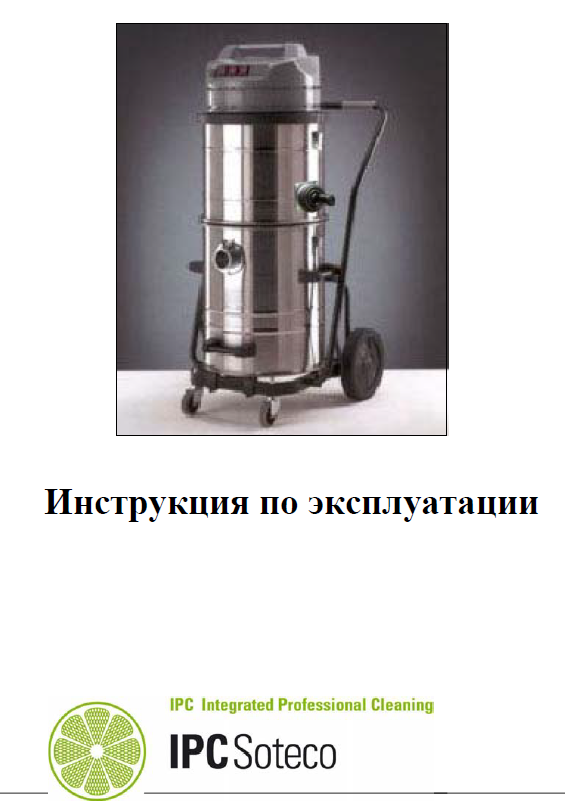 Инструкция по эксплуатации
IPC Integrated Professional Cleaning
IPC Soteco